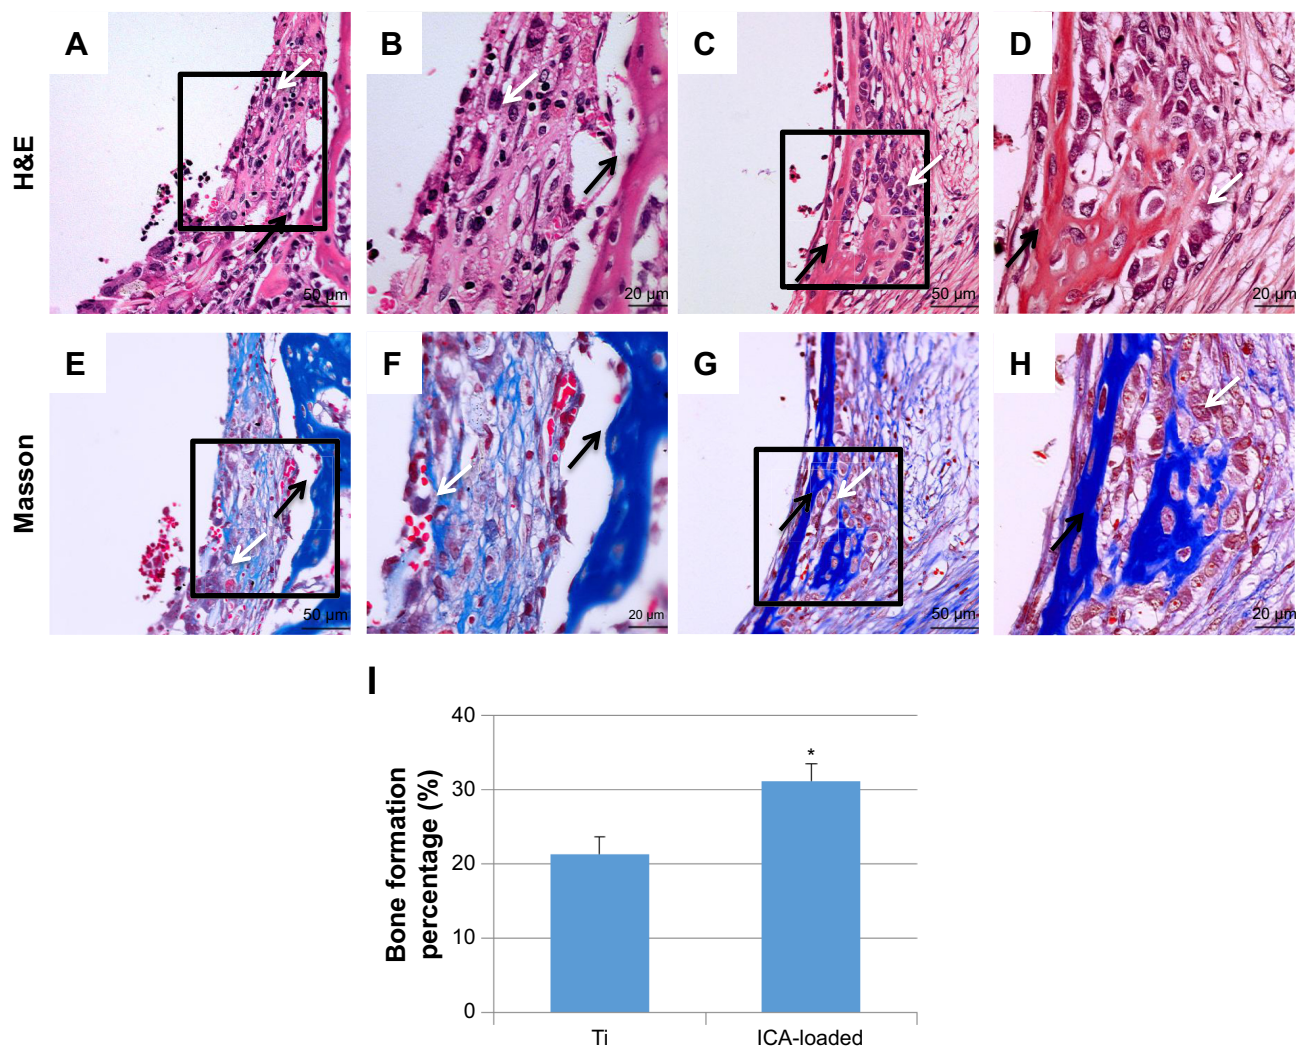 A
B
C
D
H&E
50 µm
20 µm
50 µm
20 µm
E
F
G
H
Masson
50 µm
20 µm
50 µm
20 µm
I
Bone formation
percentage (%)
40
30
20
10
0
*
Ti
ICA-loaded